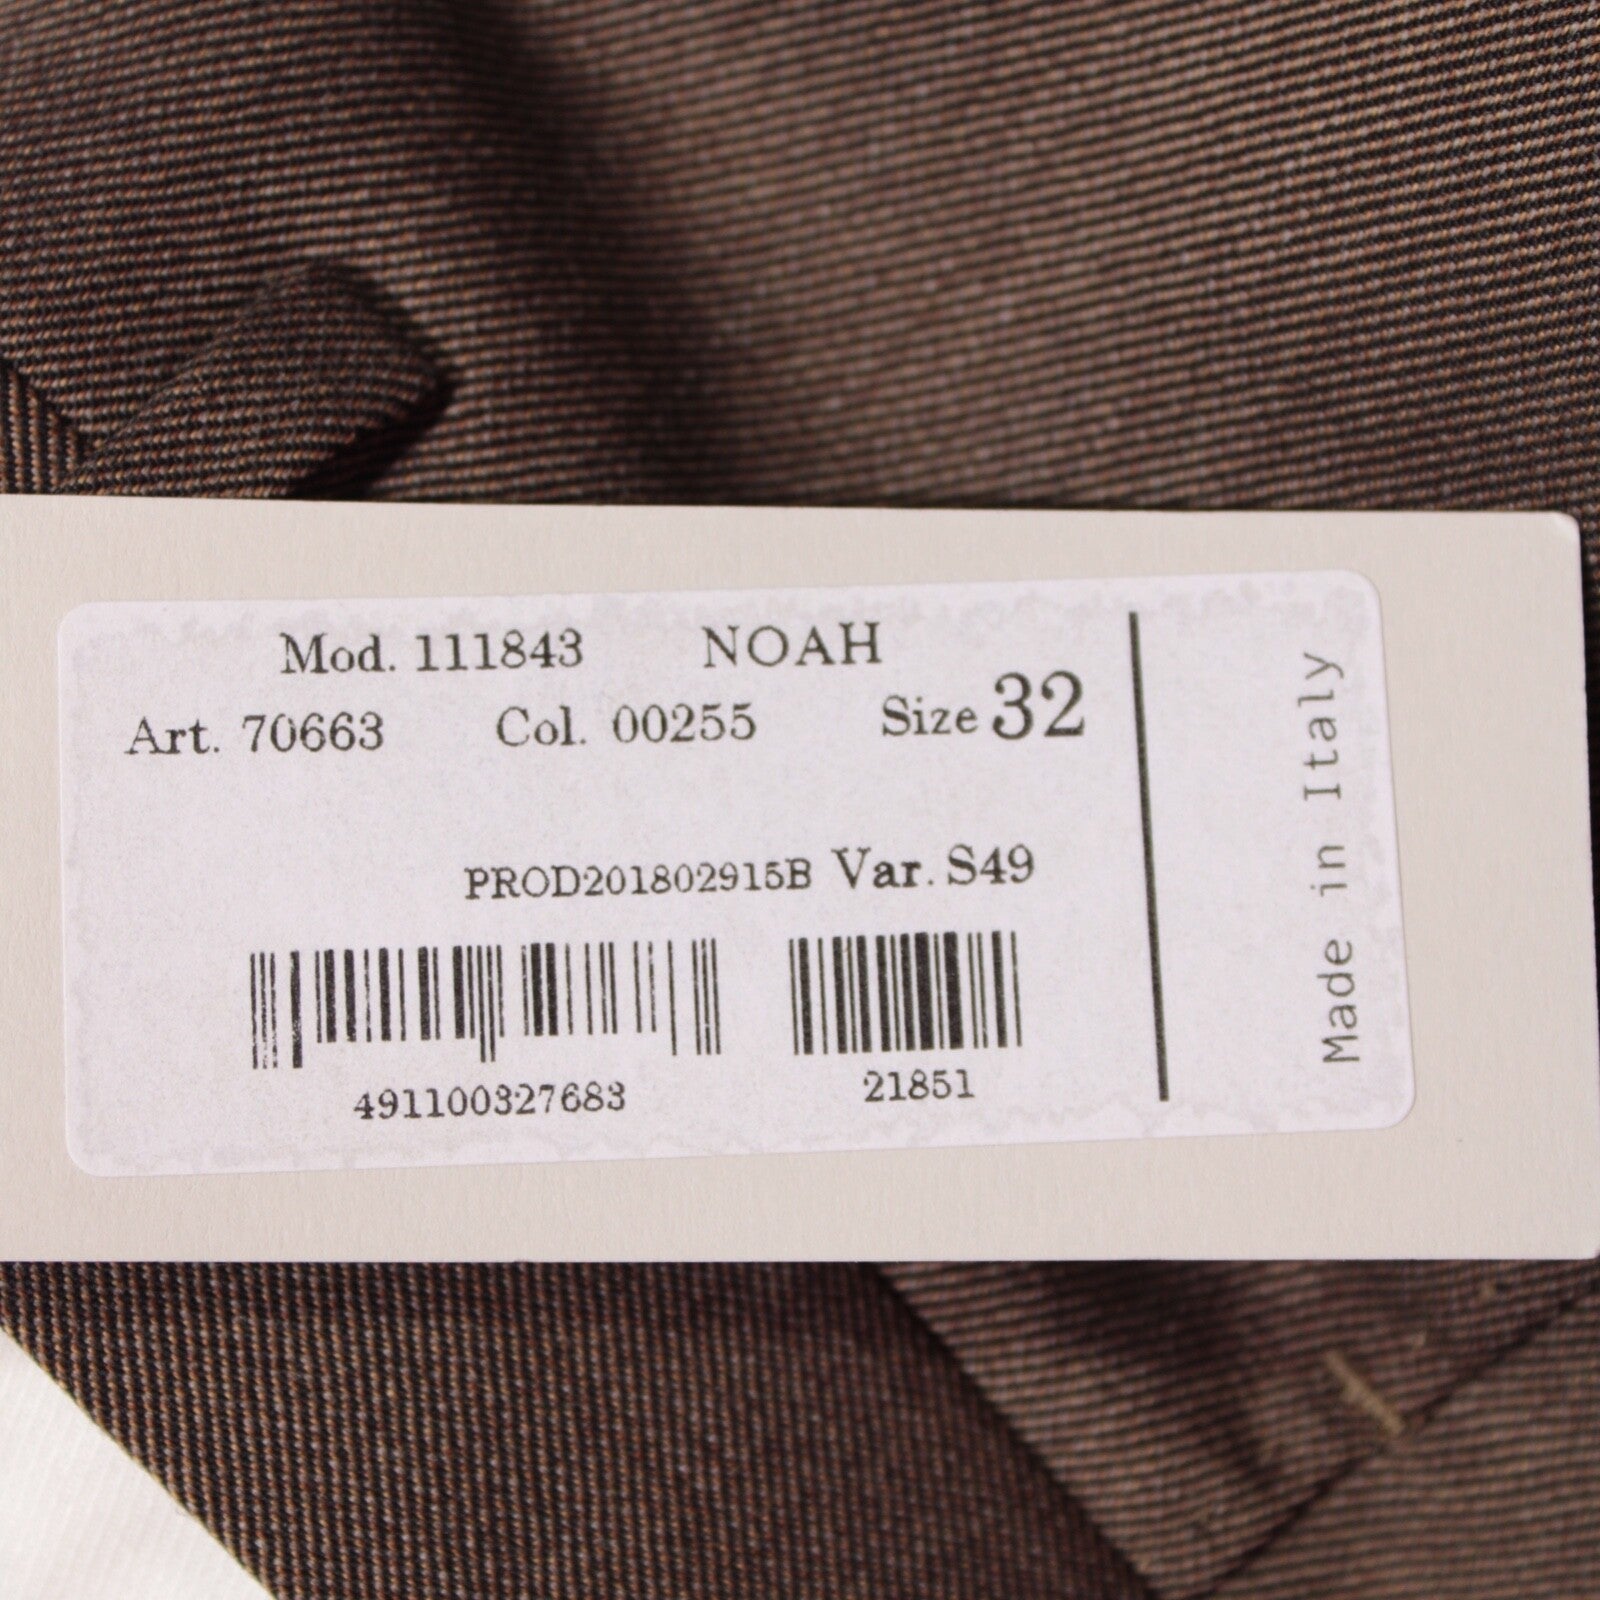 Mod. 111843 NOAH
Art. 70663 Col. 00255 Size 32
PROD201802915B Var. S49
491100327683 21851
Made in Italy